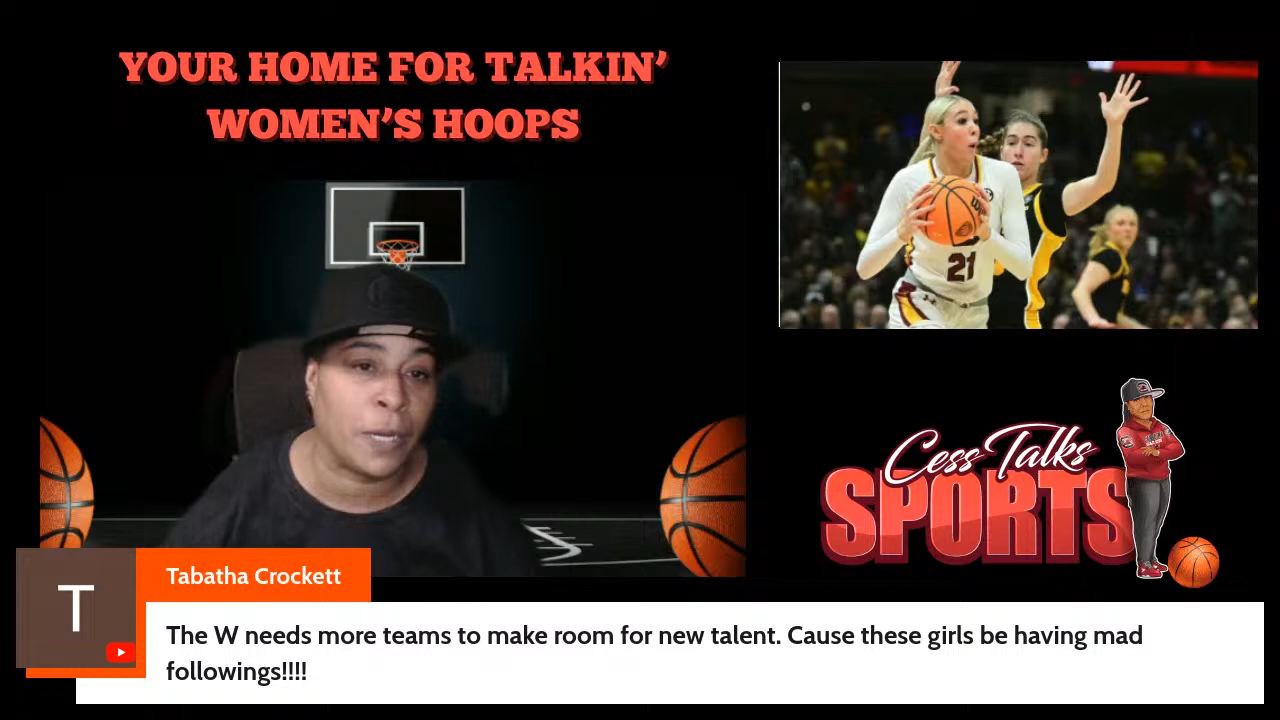 YOUR HOME FOR TALKIN’
WOMEN’S HOOPS
21
Cess Talks
SPORTS
T
Tabatha Crockett
The W needs more teams to make room for new talent. Cause these girls be having mad
followings!!!!